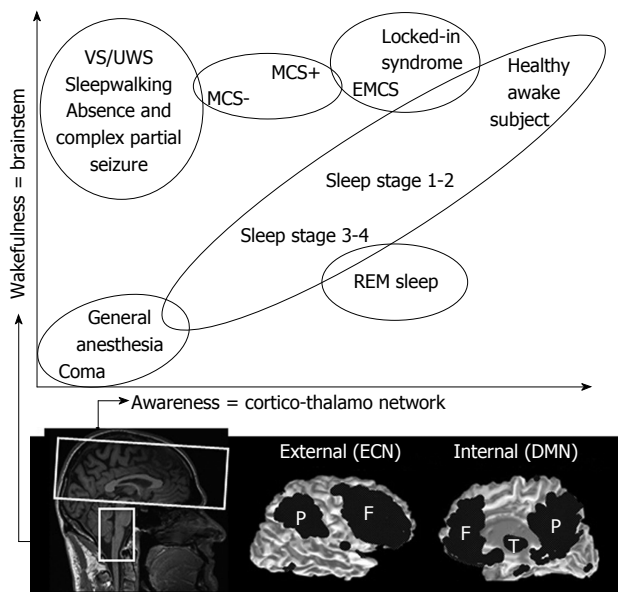 VS/UWS
Sleepwalking
Absence and
complex partial
seizure
MCS+
MCS-
Locked-in
syndrome
EMCS
Healthy
awake
subject
Sleep stage 1-2
Sleep stage 3-4
REM sleep
General
anesthesia
Coma
Wakefulness = brainstem
Awareness = cortico-thalamo network
External (ECN)
Internal (DMN)
P
F
F
T
P